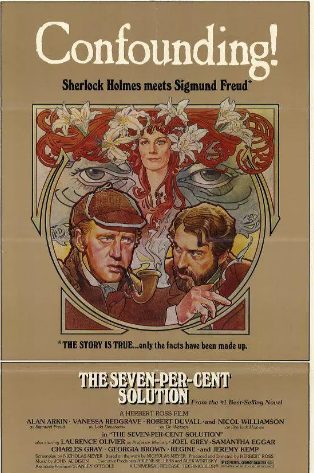 Confounding!
Sherlock Holmes meets Sigmund Freud*
*THE STORY IS TRUE...only the facts have been made up.
THE SEVEN-PER-CENT
SOLUTION From the #1 Best-Selling Novel
A HERBERT ROSS FILM
ALAN ARKIN · VANESSA REDGRAVE · ROBERT DUVALL and NICOL WILLIAMSON
in "THE SEVEN-PER-CENT SOLUTION"
also starring LAURENCE OLIVIER · JOEL GREY · SAMANTHA EGGAR
CHARLES GRAY · GEORGIA BROWN · REGINE · and JEREMY KEMP